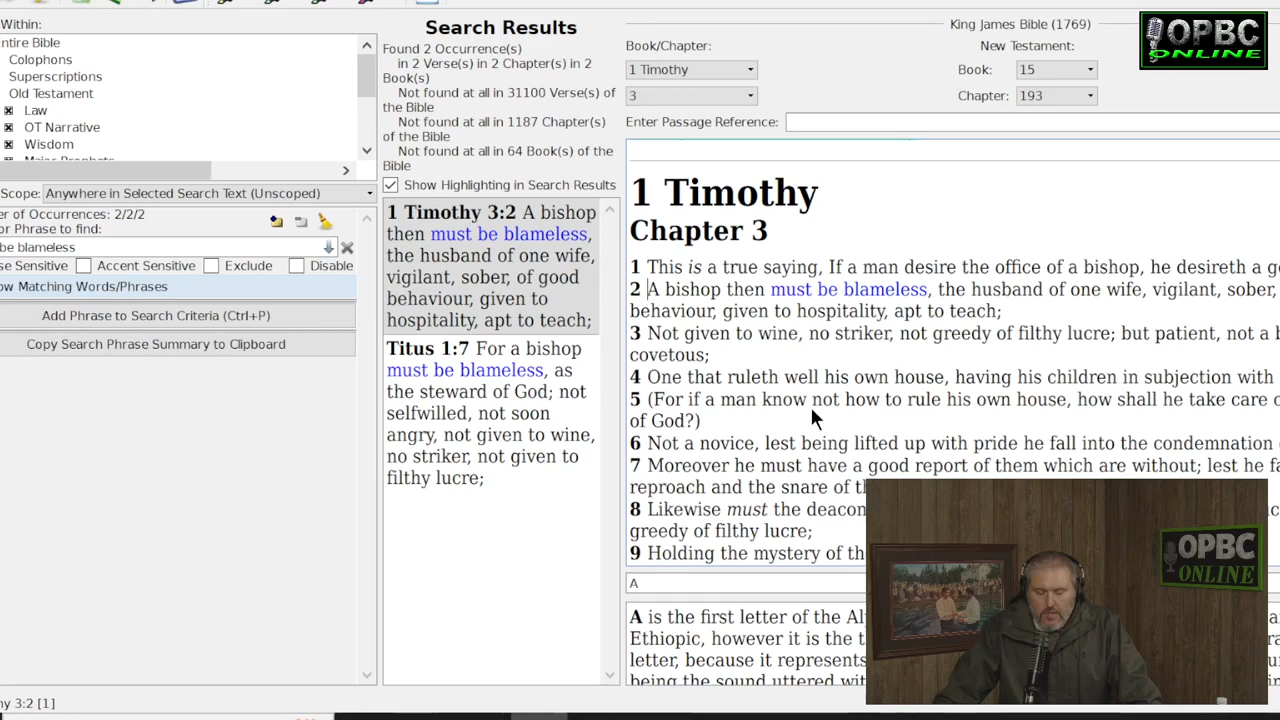 Within:
ntire Bible
Colophons
Superscriptions
Old Testament
Law
OT Narrative
Wisdom
Major Prophets
Scope: Anywhere in Selected Search Text (Unscoped)
er of Occurrences: 2/2/2
or Phrase to find:
be blameless
se Sensitive Accent Sensitive Exclude Disable
ow Matching Words/Phrases
Add Phrase to Search Criteria (Ctrl+P)
Copy Search Phrase Summary to Clipboard
hy 3:2 [1]
Search Results
Found 2 Occurrence(s)
in 2 Verse(s) in 2 Chapter(s) in 2
Book(s)
Not found at all in 31100 Verse(s) of
the Bible
Not found at all in 1187 Chapter(s)
of the Bible
Not found at all in 64 Book(s) of the
Bible
Show Highlighting in Search Results
1 Timothy 3:2 A bishop
then must be blameless,
the husband of one wife,
vigilant, sober, of good
behaviour, given to
hospitality, apt to teach;
Titus 1:7 For a bishop
must be blameless, as
the steward of God; not
selfwilled, not soon
angry, not given to wine,
no striker, not given to
filthy lucre;
King James Bible (1769)
Book/Chapter:
New Testament:
1 Timothy
Book: 15
3
Chapter: 193
Enter Passage Reference:
1 Timothy
Chapter 3
1 This is a true saying, If a man desire the office of a bishop, he desireth a g
2 A bishop then must be blameless, the husband of one wife, vigilant, sober,
behaviour, given to hospitality, apt to teach;
3 Not given to wine, no striker, not greedy of filthy lucre; but patient, not a b
covetous;
4 One that ruleth well his own house, having his children in subjection with
5 (For if a man know not how to rule his own house, how shall he take care o
of God?)
6 Not a novice, lest being lifted up with pride he fall into the condemnation
7 Moreover he must have a good report of them which are without; lest he fa
reproach and the snare of th
8 Likewise must the deacon
greedy of filthy lucre;
9 Holding the mystery of the
A
A is the first letter of the Al
Ethiopic, however it is the t
letter, because it represents
being the sound uttered wit
OPBC
ONLINE
OPBC
ONLINE